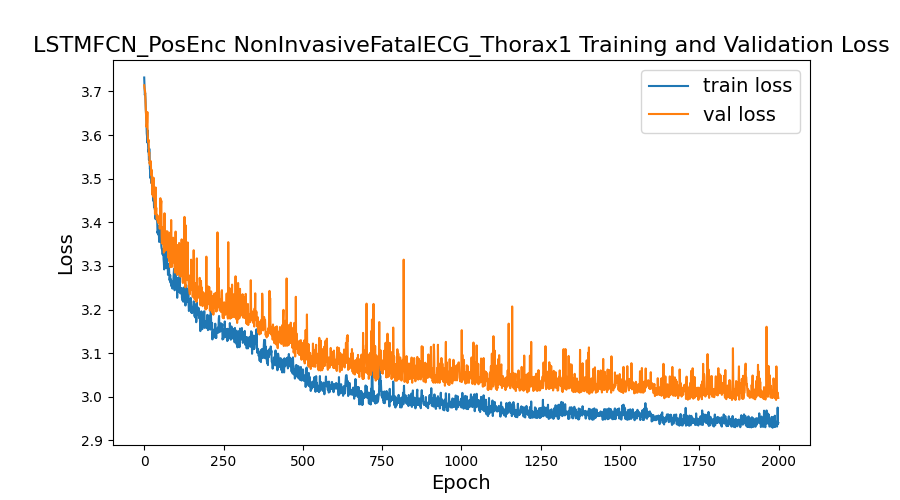 LSTMFCN_PosEnc NonInvasiveFatalECG_Thorax1 Training and Validation Loss
train loss
val loss
3.7
3.6
3.5
3.4
3.3
3.2
3.1
3.0
2.9
Loss
0 250 500 750 1000 1250 1500 1750 2000
Epoch